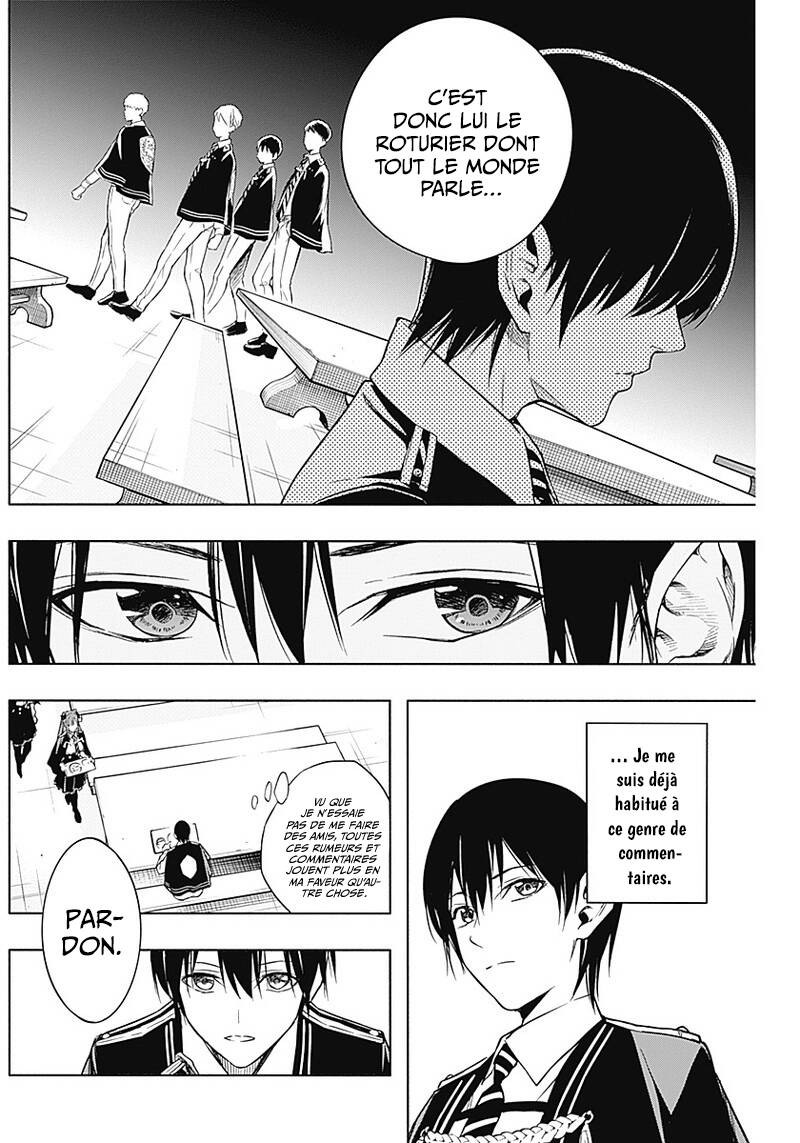 C'EST
DONC LUI LE
ROTURIER DONT
TOUT LE MONDE
PARLE...
... Je me
suis déjà
habitué à
ce genre de
commen-
taires.
VU QUE
JE N'ESSAIE
PAS DE ME FAIRE
DES AMIS, TOUTES
CES RUMEURS ET
COMMENTAIRES
JOUENT PLUS EN
MA FAVEUR QU'AU-
TRE CHOSE.
PAR-
DON.